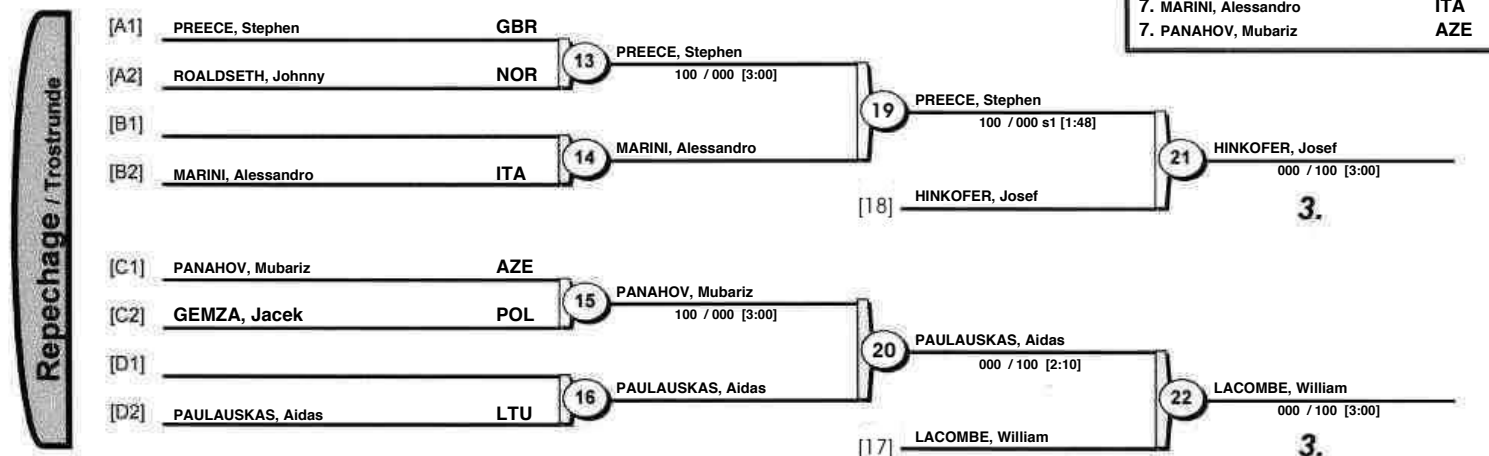 7. MARINI, Alessandro ITA
7. PANAHOV, Mubariz AZE
Repechage / Trostrunde
[A1] PREECE, Stephen GBR
13 PREECE, Stephen
100 / 000 [3:00]
[A2] ROALDSETH, Johnny NOR
19 PREECE, Stephen
100 / 000 s1 [1:48]
[B1]
14 MARINI, Alessandro
[B2] MARINI, Alessandro ITA
21 HINKOFER, Josef
000 / 100 [3:00]
[18] HINKOFER, Josef
3.
[C1] PANAHOV, Mubariz AZE
15 PANAHOV, Mubariz
100 / 000 [3:00]
[C2] GEMZA, Jacek POL
20 PAULAUSKAS, Aidas
000 / 100 [2:10]
[D1]
16 PAULAUSKAS, Aidas
[D2] PAULAUSKAS, Aidas LTU
22 LACOMBE, William
000 / 100 [3:00]
[17] LACOMBE, William
3.